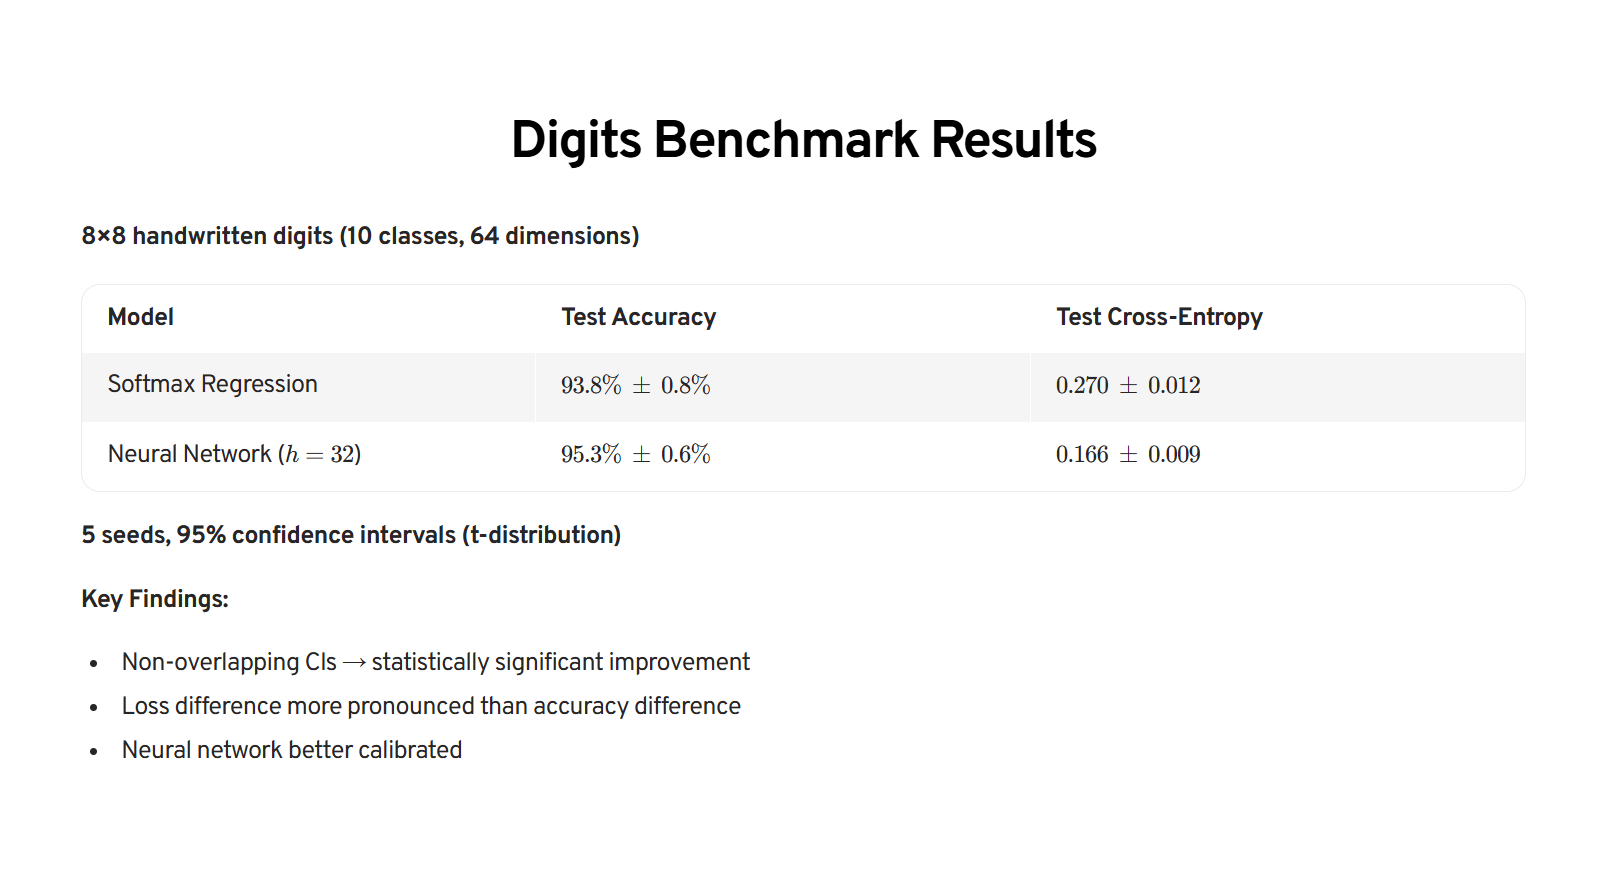 Digits Benchmark Results
8×8 handwritten digits (10 classes, 64 dimensions)
Model Test Accuracy Test Cross-Entropy
Softmax Regression 93.8% ± 0.8% 0.270 ± 0.012
Neural Network (h = 32) 95.3% ± 0.6% 0.166 ± 0.009
5 seeds, 95% confidence intervals (t-distribution)
Key Findings:
• Non-overlapping CIs → statistically significant improvement
• Loss difference more pronounced than accuracy difference
• Neural network better calibrated